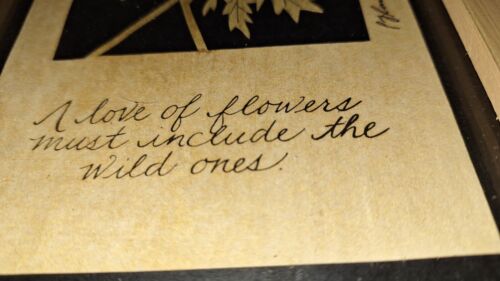 A love of flowers
must include the
wild ones.